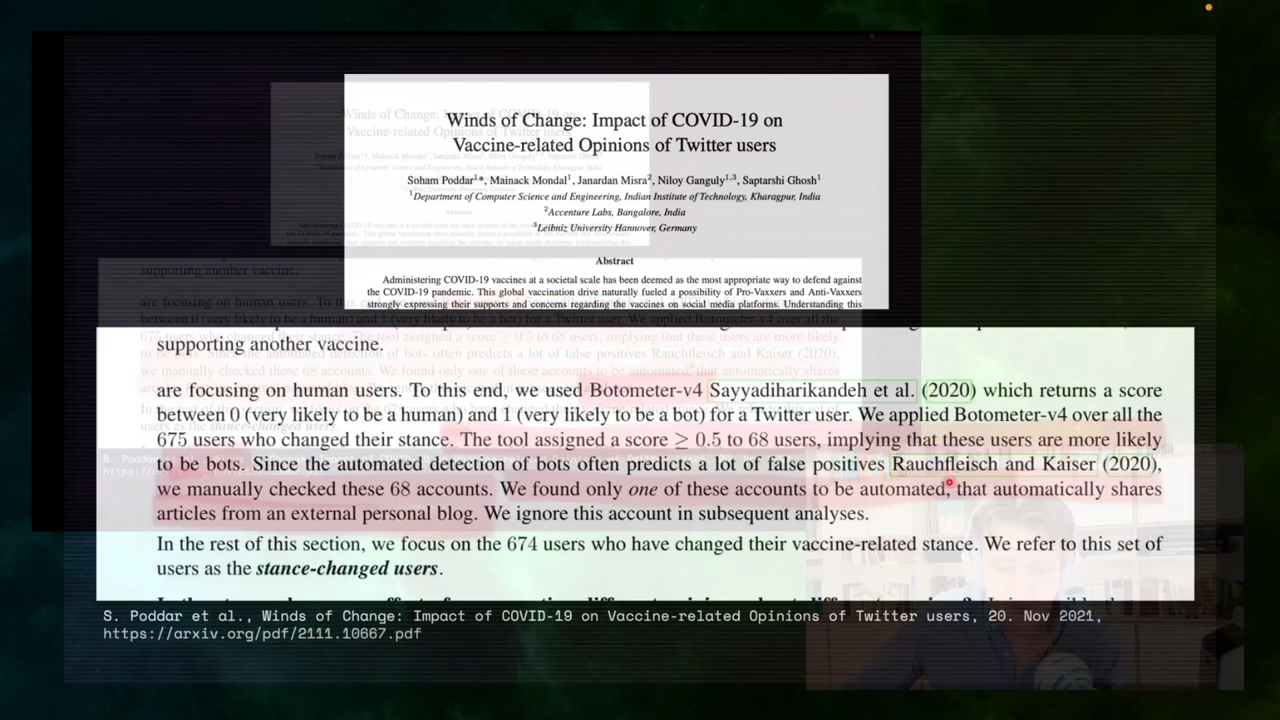 Winds of Change: Impact of COVID-19 on
Vaccine-related Opinions of Twitter users
Soham Poddar¹*, Mainack Mondal¹, Janardan Misra², Niloy Ganguly¹,³, Saptarshi Ghosh¹
¹Department of Computer Science and Engineering, Indian Institute of Technology, Kharagpur, India
²Accenture Labs, Bangalore, India
³Leibniz University Hannover, Germany
Abstract
Administering COVID-19 vaccines at a societal scale has been deemed as the most appropriate way to defend against
the COVID-19 pandemic. This global vaccination drive naturally fueled a possibility of Pro-Vaxxers and Anti-Vaxxers
strongly expressing their supports and concerns regarding the vaccines on social media platforms. Understanding this
supporting another vaccine.
are focusing on human users. To this end, we used Botometer-v4 Sayyadiharikandeh et al. (2020) which returns a score
between 0 (very likely to be a human) and 1 (very likely to be a bot) for a Twitter user. We applied Botometer-v4 over all the
675 users who changed their stance. The tool assigned a score ≥ 0.5 to 68 users, implying that these users are more likely
to be bots. Since the automated detection of bots often predicts a lot of false positives Rauchfleisch and Kaiser (2020),
we manually checked these 68 accounts. We found only one of these accounts to be automated, that automatically shares
articles from an external personal blog. We ignore this account in subsequent analyses.
In the rest of this section, we focus on the 674 users who have changed their vaccine-related stance. We refer to this set of
users as the stance-changed users.
S. Poddar et al., Winds of Change: Impact of COVID-19 on Vaccine-related Opinions of Twitter users, 20. Nov 2021,
https://arxiv.org/pdf/2111.10667.pdf